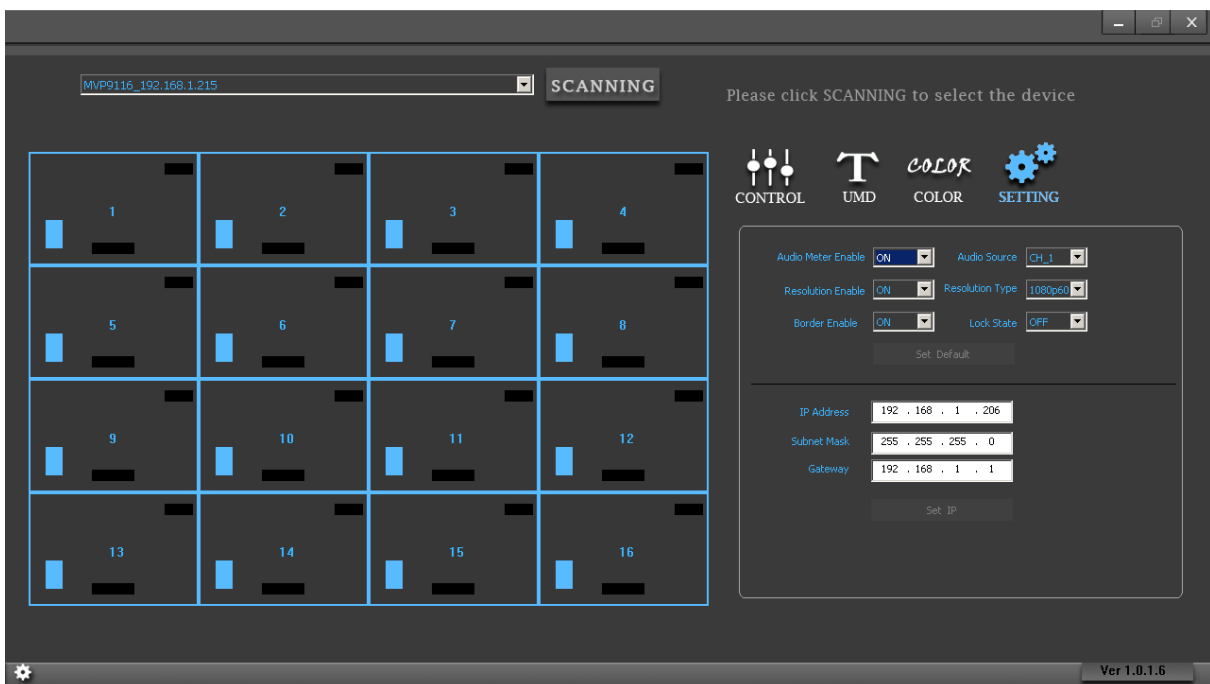 MVP9116_192.168.1.215
SCANNING
Please click SCANNING to select the device
1 2 3 4
5 6 7 8
9 10 11 12
13 14 15 16
COLOR
CONTROL UMD COLOR SETTING
Audio Meter Enable ON Audio Source CH_1
Resolution Enable ON Resolution Type 1080p60
Border Enable ON Lock State OFF
Set Default
IP Address 192 . 168 . 1 . 206
Subnet Mask 255 . 255 . 255 . 0
Gateway 192 . 168 . 1 . 1
Set IP
Ver 1.0.1.6